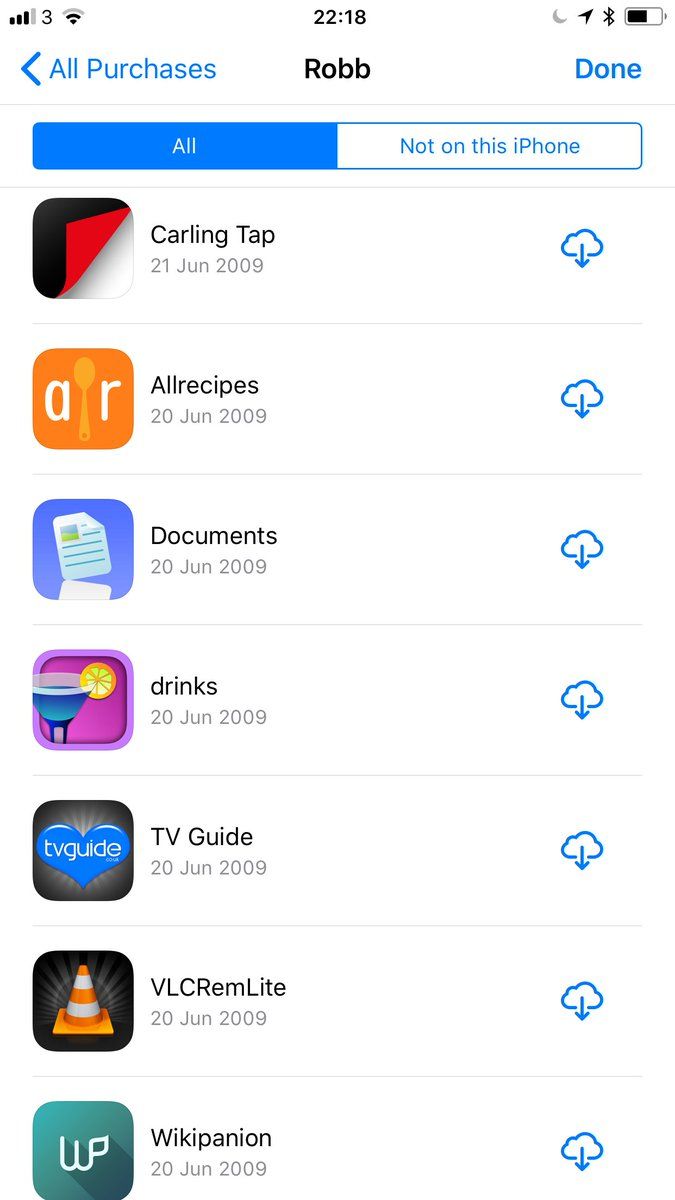 3 22:18
All Purchases Robb Done
All Not on this iPhone
Carling Tap
21 Jun 2009
a r Allrecipes
20 Jun 2009
Documents
20 Jun 2009
drinks
20 Jun 2009
tvguide
.co.uk
TV Guide
20 Jun 2009
VLCRemLite
20 Jun 2009
WP
Wikipanion
20 Jun 2009